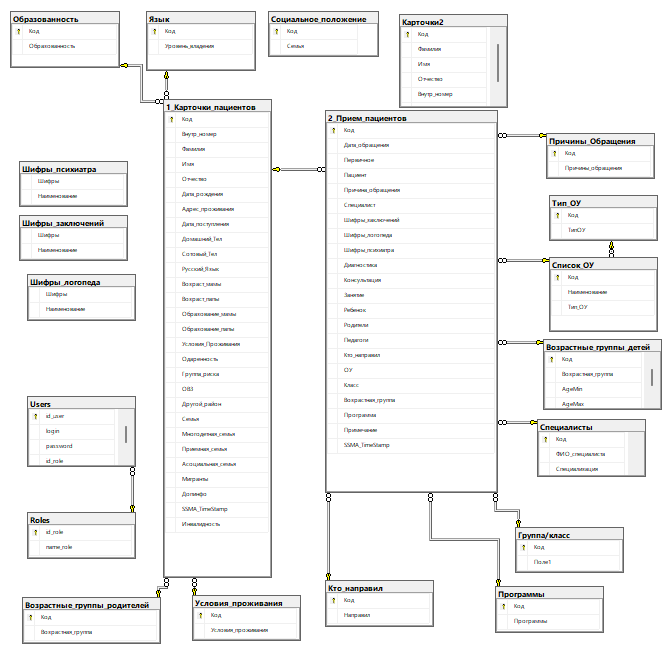 Образованность
Код
Образованность
Язык
Код
Уровень_владения
Социальное_положение
Код
Семья
Карточки2
Код
Фамилия
Имя
Отчество
Внутр_номер
1_Карточки_пациентов
Код
Внутр_номер
Фамилия
Имя
Отчество
Дата_рождения
Адрес_проживания
Дата_поступления
Домашний_Тел
Сотовый_Тел
Русский_Язык
Возраст_мамы
Возраст_папы
Образование_мамы
Образование_папы
Условия_Проживания
Одаренность
Группа_риска
ОВЗ
Другой_район
Семья
Многодетная_семья
Приемная_семья
Асоциальная_семья
Мигранты
Допинфо
SSMA_TimeStamp
Инвалидность
2_Прием_пациентов
Код
Дата_обращения
Первичное
Пациент
Причина_обращения
Специалист
Шифры_заключений
Шифры_логопеда
Шифры_психиатра
Диагностика
Консультация
Занятие
Ребенок
Родители
Педагоги
Кто_направил
ОУ
Класс
Возрастная_группа
Программа
Примечание
SSMA_TimeStamp
Причины_Обращения
Код
Причины_обращения
Шифры_психиатра
Шифры
Наименование
Тип_ОУ
Код
ТипОУ
Шифры_заключений
Шифры
Наименование
Список_ОУ
Код
Наименование
Тип_ОУ
Шифры_логопеда
Шифры
Наименование
Возрастные_группы_детей
Код
Возрастная_группа
AgeMin
AgeMax
Users
id_user
login
password
id_role
Специалисты
Код
ФИО_специалиста
Специализация
Roles
id_role
name_role
Группа/класс
Код
Поле1
Возрастные_группы_родителей
Код
Возрастная_группа
Условия_проживания
Код
Условия_проживания
Кто_направил
Код
Направил
Программы
Код
Программы